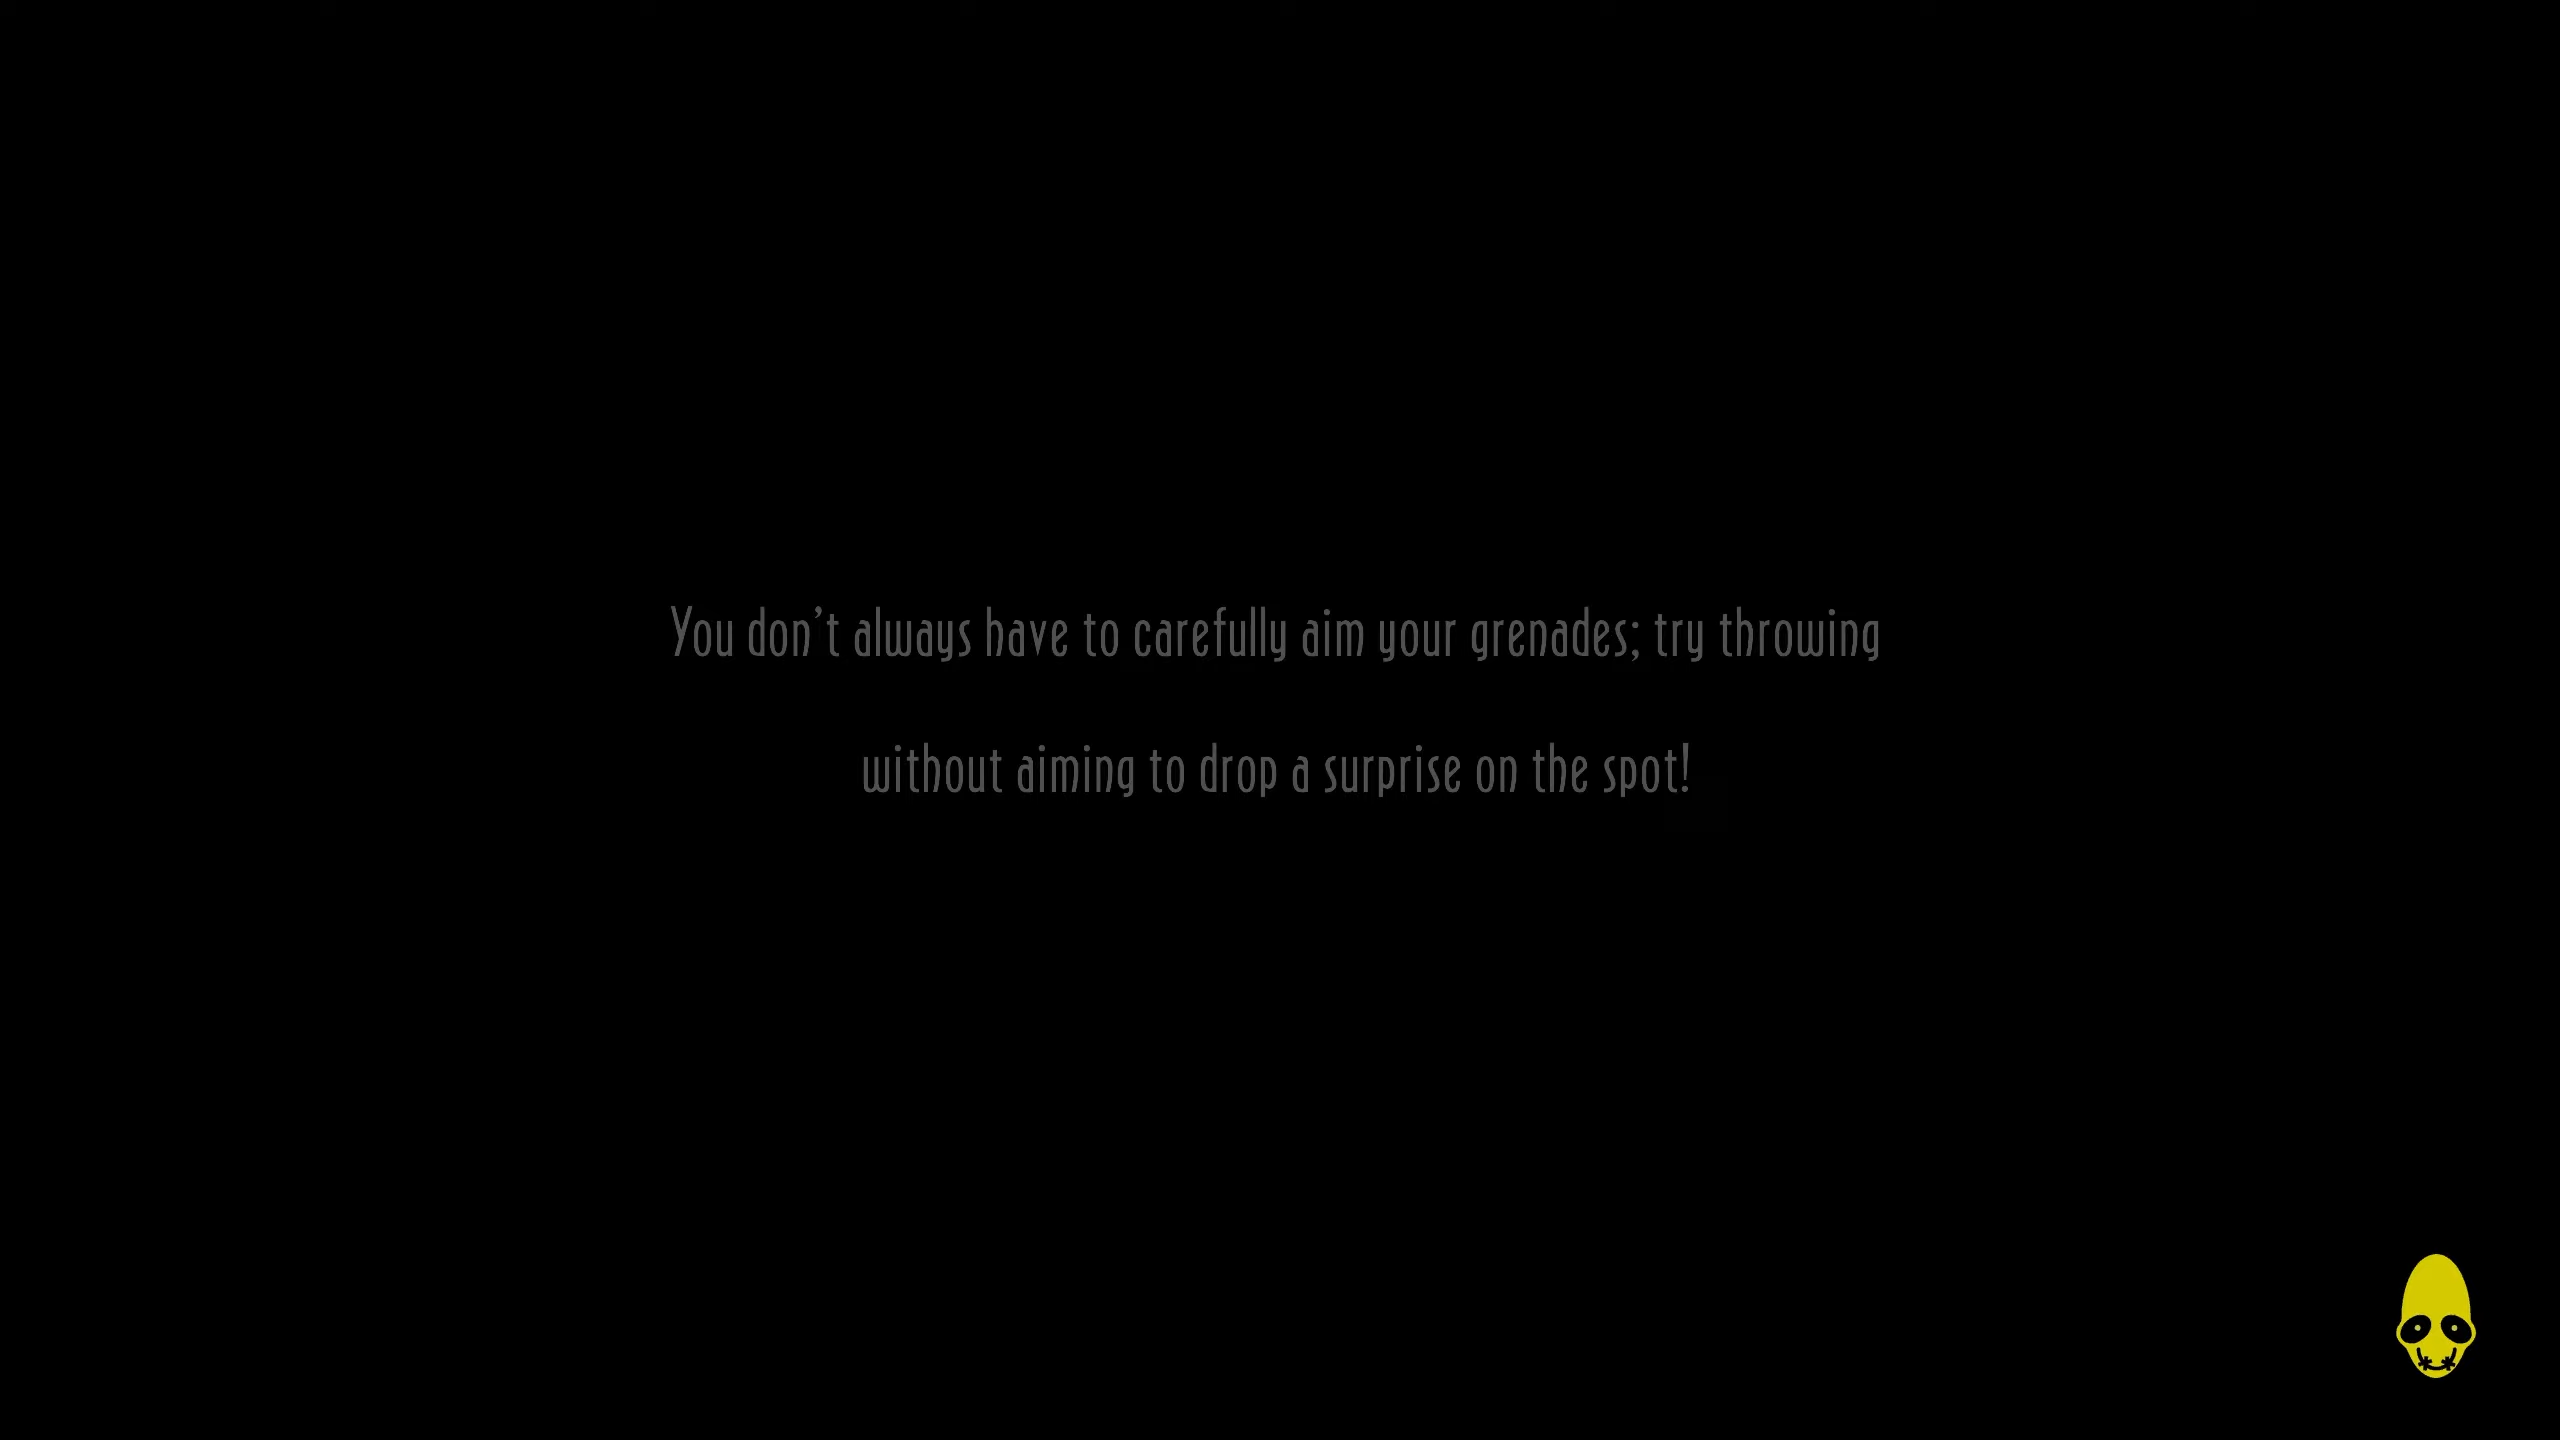 You don’t always have to carefully aim your grenades; try throwing
without aiming to drop a surprise on the spot!